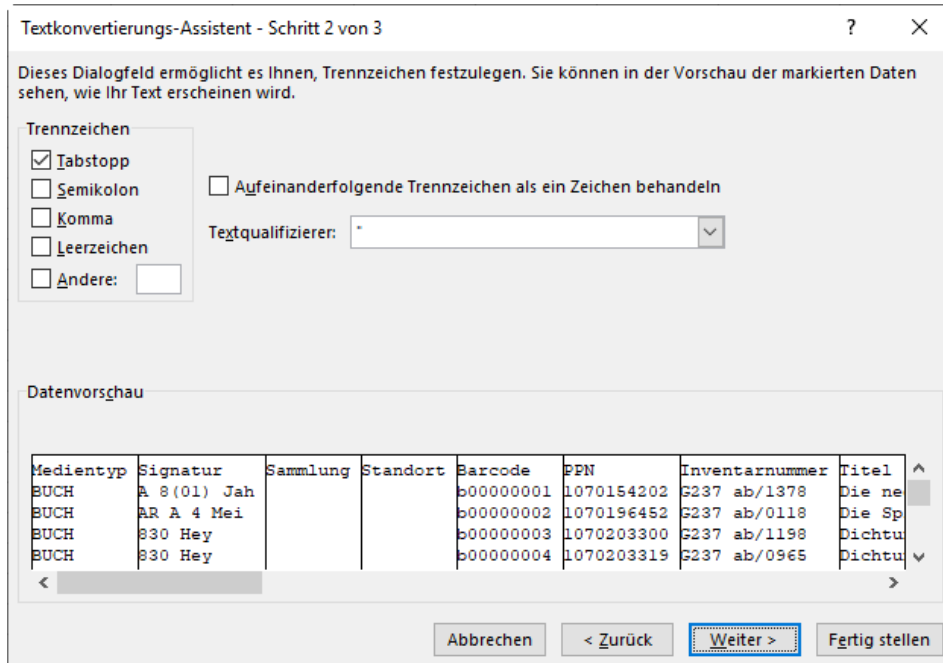 Textkonvertierungs-Assistent - Schritt 2 von 3
Dieses Dialogfeld ermöglicht es Ihnen, Trennzeichen festzulegen. Sie können in der Vorschau der markierten Daten
sehen, wie Ihr Text erscheinen wird.
Trennzeichen
Tabstopp
Semikolon
Komma
Leerzeichen
Andere:
Aufeinanderfolgende Trennzeichen als ein Zeichen behandeln
Textqualifizierer: "
Datenvorschau
Medientyp Signatur Sammlung Standort Barcode PPN Inventarnummer Titel
BUCH A 8(01) Jah b00000001 1070154202 G237 ab/1378 Die ne
BUCH AR A 4 Mei b00000002 1070196452 G237 ab/0118 Die Sp
BUCH 830 Hey b00000003 1070203300 G237 ab/1198 Dichtu
BUCH 830 Hey b00000004 1070203319 G237 ab/0965 Dichtu
Abbrechen < Zurück Weiter > Fertig stellen